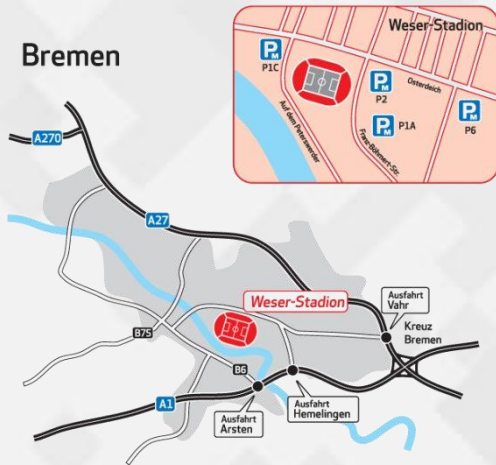 Bremen
Weser-Stadion
P1C
P2
Osterdeich
P1A
P6
Auf dem Peterswerder
Franz-Böhmert-Str.
A270
A27
Weser-Stadion
Ausfahrt
Vahr
Kreuz
Bremen
B75
B6
A1
Ausfahrt
Arsten
Ausfahrt
Hemelingen